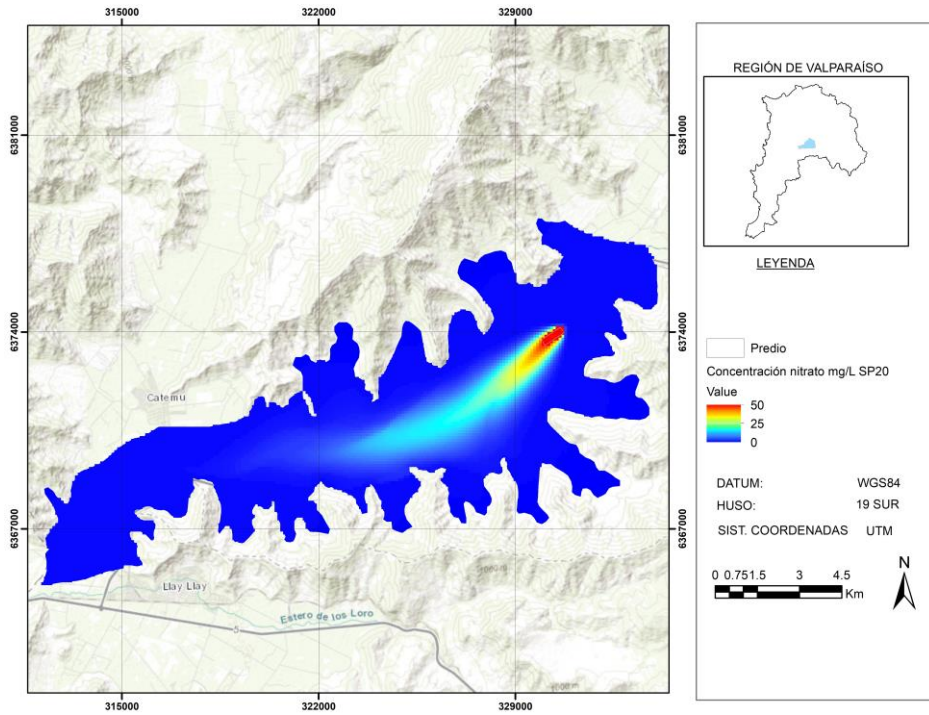 315000
322000
329000
6381000
6374000
6367000
Catemu
Llay Llay
Estero de los Loro
5
315000
322000
329000
6381000
6374000
6367000
REGIÓN DE VALPARAÍSO
LEYENDA
Predio
Concentración nitrato mg/L SP20
Value
50
25
0
DATUM: WGS84
HUSO: 19 SUR
SIST. COORDENADAS UTM
N
0 0.751.5 3 4.5
Km